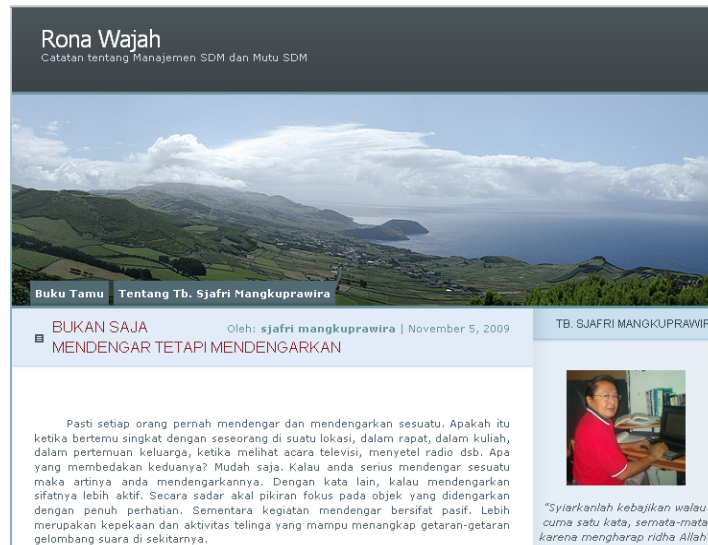 Rona Wajah
Catatan tentang Manajemen SDM dan Mutu SDM
Buku Tamu
Tentang Tb. Sjafri Mangkuprawira
BUKAN SAJA
MENDENGAR TETAPI MENDENGARKAN
Oleh: sjafri mangkuprawira | November 5, 2009
Pasti setiap orang pernah mendengar dan mendengarkan sesuatu. Apakah itu
ketika bertemu singkat dengan seseorang di suatu lokasi, dalam rapat, dalam kuliah,
dalam pertemuan keluarga, ketika melihat acara televisi, menyetel radio dsb. Apa
yang membedakan keduanya? Mudah saja. Kalau anda serius mendengar sesuatu
maka artinya anda mendengarkannya. Dengan kata lain, kalau mendengarkan
sifatnya lebih aktif. Secara sadar akal pikiran fokus pada objek yang didengarkan
dengan penuh perhatian. Sementara kegiatan mendengar bersifat pasif. Lebih
merupakan kepekaan dan aktivitas telinga yang mampu menangkap getaran-getaran
gelombang suara di sekitarnya.
TB. SJAFRI MANGKUPRAWIR
"Syiarkanlah kebajikan walau
cuma satu kata, semata-mata
karena mengharap ridha Allah"